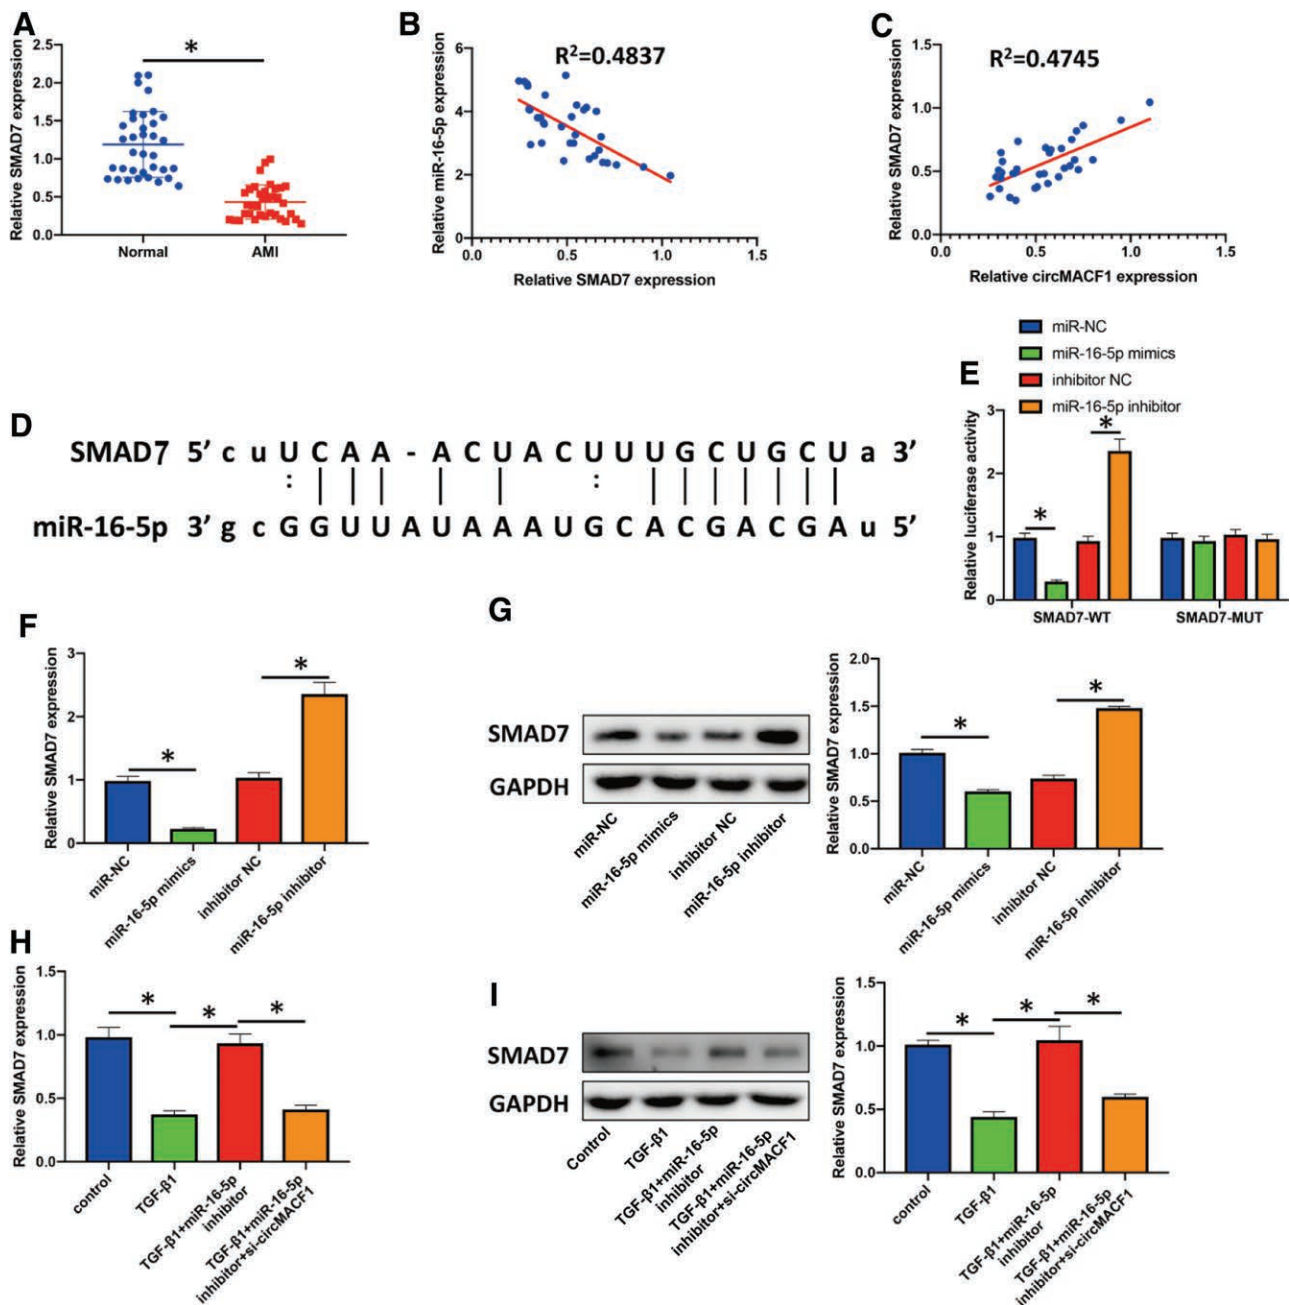 A
Relative SMAD7 expression
2.5
2.0
1.5
1.0
0.5
0.0
*
Normal
AMI
B
Relative miR-16-5p expression
6
4
2
0
R²=0.4837
0.0
0.5
1.0
1.5
Relative SMAD7 expression
C
Relative SMAD7 expression
1.5
1.0
0.5
0.0
R²=0.4745
0.0
0.5
1.0
1.5
Relative circMACF1 expression
D
SMAD7 5’ c u U C A A - A C U A C U U U G C U G C U a 3’
miR-16-5p 3’ g c G G U U A U A A A U G C A C G A C G A u 5’
E
miR-NC
miR-16-5p mimics
inhibitor NC
miR-16-5p inhibitor
Relative luciferase activity
3
2
1
0
*
*
SMAD7-WT
SMAD7-MUT
F
Relative SMAD7 expression
3
2
1
0
*
*
miR-NC
miR-16-5p mimics
inhibitor NC
miR-16-5p inhibitor
G
SMAD7
GAPDH
miR-NC
miR-16-5p mimics
inhibitor NC
miR-16-5p inhibitor
Relative SMAD7 expression
2.0
1.5
1.0
0.5
0.0
*
*
miR-NC
miR-16-5p mimics
inhibitor NC
miR-16-5p inhibitor
H
Relative SMAD7 expression
1.5
1.0
0.5
0.0
*
*
*
control
TGF-β1
TGF-β1+miR-16-5p
inhibitor
TGF-β1+miR-16-5p
inhibitor+si-circMACF1
I
SMAD7
GAPDH
Control
TGF-β1
TGF-β1+miR-16-5p
inhibitor
TGF-β1+miR-16-5p
inhibitor+si-circMACF1
Relative SMAD7 expression
1.5
1.0
0.5
0.0
*
*
*
control
TGF-β1
TGF-β1+miR-16-5p
inhibitor
TGF-β1+miR-16-5p
inhibitor+si-circMACF1